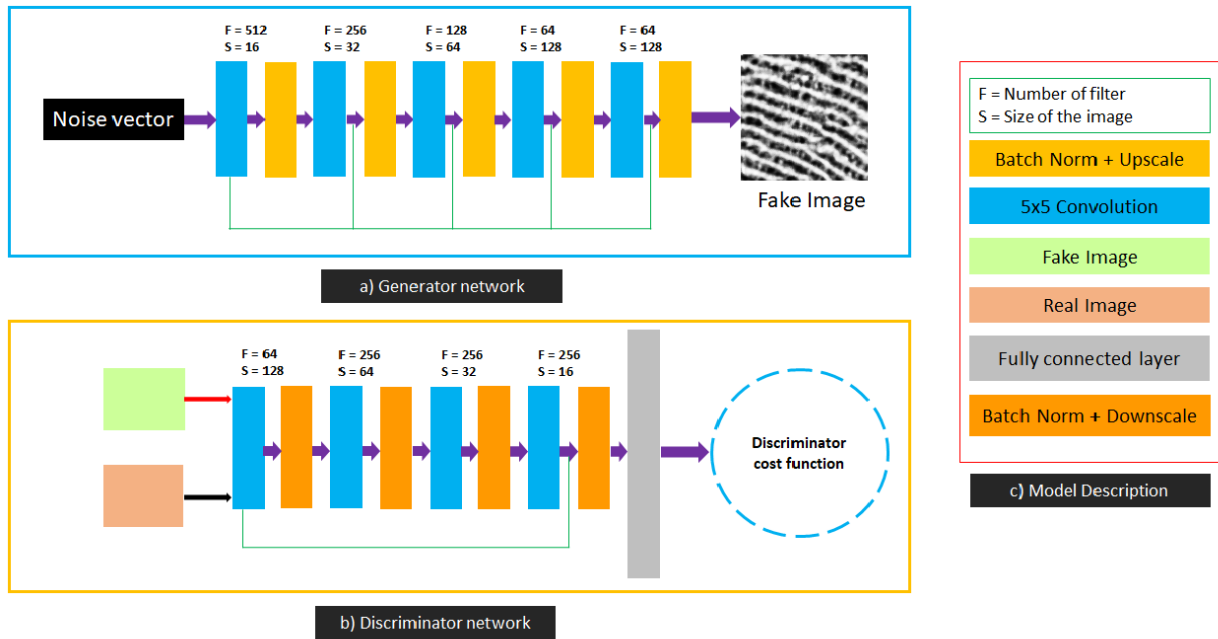 F = 512
S = 16
F = 256
S = 32
F = 128
S = 64
F = 64
S = 128
F = 64
S = 128
Noise vector
Fake Image
a) Generator network
F = 64
S = 128
F = 256
S = 64
F = 256
S = 32
F = 256
S = 16
Discriminator
cost function
b) Discriminator network
F = Number of filter
S = Size of the image
Batch Norm + Upscale
5x5 Convolution
Fake Image
Real Image
Fully connected layer
Batch Norm + Downscale
c) Model Description